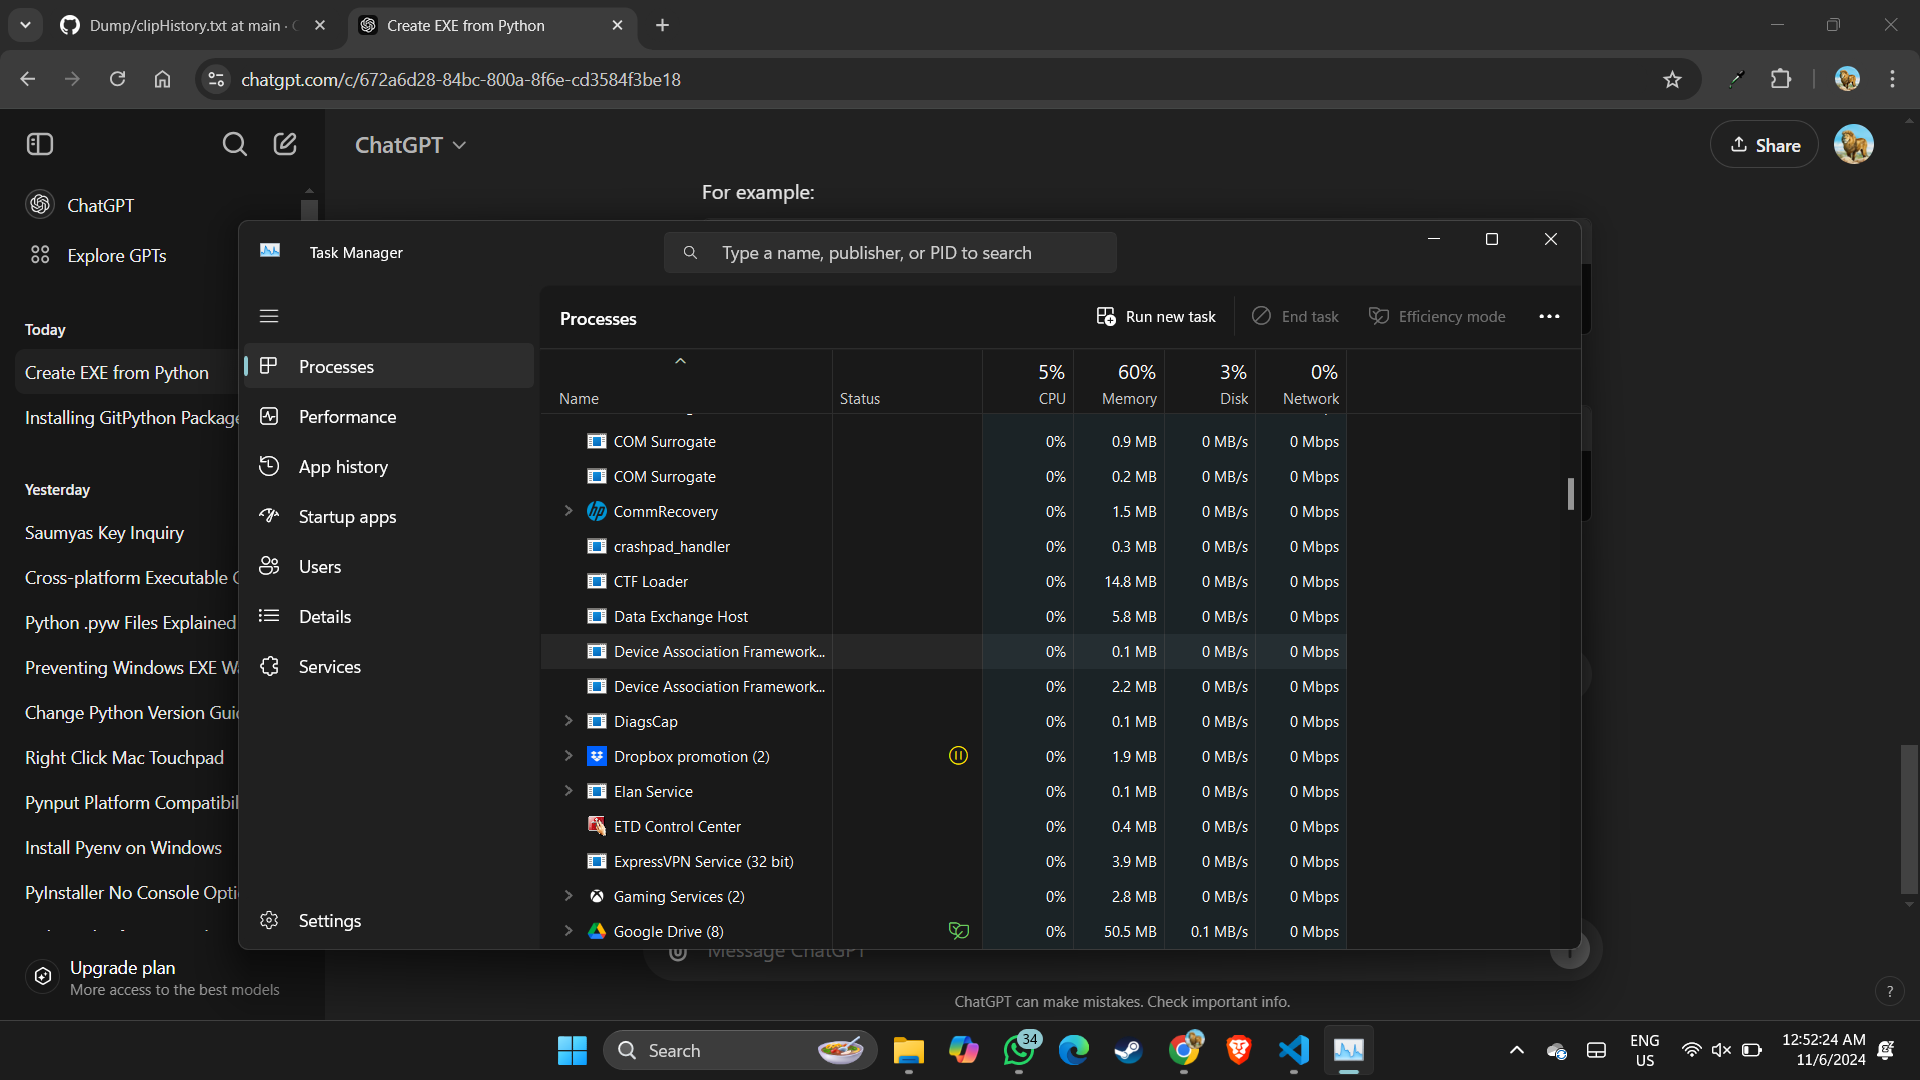 Dump/clipHistory.txt at main ·
Create EXE from Python
chatgpt.com/c/672a6d28-84bc-800a-8f6e-cd3584f3be18
ChatGPT
Share
ChatGPT
Explore GPTs
Today
Create EXE from Python
Installing GitPython Package
Yesterday
Saumyas Key Inquiry
Cross-platform Executable
Python .pyw Files Explained
Preventing Windows EXE
Change Python Version
Right Click Mac Touchpad
Pynput Platform
Install Pyenv on Windows
PyInstaller No Console
Upgrade plan
More access to the best models
For example:
Task Manager
Type a name, publisher, or PID to search
Processes
Performance
App history
Startup apps
Users
Details
Services
Settings
Processes
Run new task
End task
Efficiency mode
5% 60% 3% 0%
Name Status CPU Memory Disk Network
COM Surrogate 0% 0.9 MB 0 MB/s 0 Mbps
COM Surrogate 0% 0.2 MB 0 MB/s 0 Mbps
CommRecovery 0% 1.5 MB 0 MB/s 0 Mbps
crashpad_handler 0% 0.3 MB 0 MB/s 0 Mbps
CTF Loader 0% 14.8 MB 0 MB/s 0 Mbps
Data Exchange Host 0% 5.8 MB 0 MB/s 0 Mbps
Device Association Framework... 0% 0.1 MB 0 MB/s 0 Mbps
Device Association Framework... 0% 2.2 MB 0 MB/s 0 Mbps
DiagsCap 0% 0.1 MB 0 MB/s 0 Mbps
Dropbox promotion (2) 0% 1.9 MB 0 MB/s 0 Mbps
Elan Service 0% 0.1 MB 0 MB/s 0 Mbps
ETD Control Center 0% 0.4 MB 0 MB/s 0 Mbps
ExpressVPN Service (32 bit) 0% 3.9 MB 0 MB/s 0 Mbps
Gaming Services (2) 0% 2.8 MB 0 MB/s 0 Mbps
Google Drive (8) 0% 50.5 MB 0.1 MB/s 0 Mbps
Message ChatGPT
ChatGPT can make mistakes. Check important info.
?
Search
34
ENG
US
12:52:24 AM
11/6/2024